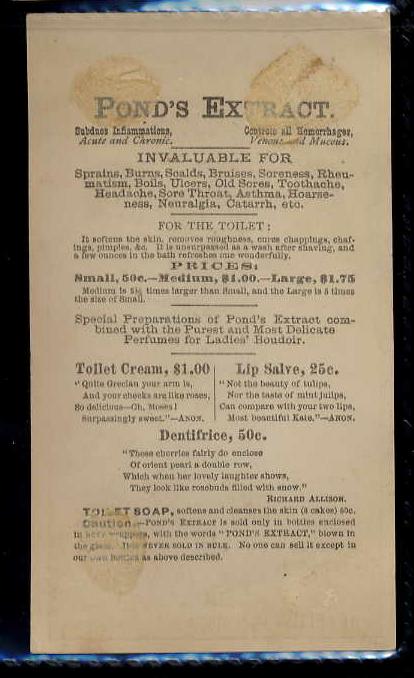 POND'S EXTRACT.
Subdues Inflammations, Controls all Hemorrhages,
Acute and Chronic. Venous and Mucous.
INVALUABLE FOR
Sprains, Burns, Scalds, Bruises, Soreness, Rheu-
matism, Boils, Ulcers, Old Sores, Toothache,
Headache, Sore Throat, Asthma, Hoarse-
ness, Neuralgia, Catarrh, etc.
FOR THE TOILET:
It softens the skin, removes roughness, cures chappings, chaf-
ings, pimples, &c. It is unsurpassed as a wash after shaving, and
a few ounces in the bath refreshes one wonderfully.
PRICES:
Small, 50c.—Medium, $1.00.—Large, $1.75
Medium is times larger than Small, and the Large is 5 times
the size of Small.
Special Preparations of Pond's Extract com-
bined with the Purest and Most Delicate
Perfumes for Ladies' Boudoir.
Toilet Cream, $1.00
"Quite Grecian your arm is,
And your cheeks are like roses,
So delicious—Oh, Moses!
Surpassingly sweet."—ANON.
Lip Salve, 25c.
"Not the beauty of tulips,
Nor the taste of mint julips,
Can compare with your two lips,
Most beautiful Kate."—ANON.
Dentifrice, 50c.
"Those cherries fairly do enclose
Of orient pearl a double row,
Which when her lovely laughter shows,
They look like rosebuds filled with snow."
RICHARD ALLISON.
TOILET SOAP, softens and cleanses the skin (3 cakes) 50c.
Caution.—POND'S EXTRACT is sold only in bottles enclosed
in wrappers, with the words "POND'S EXTRACT," blown in
the glass. It is NEVER SOLD IN BULK. No one can sell it except in
our own bottles as above described.